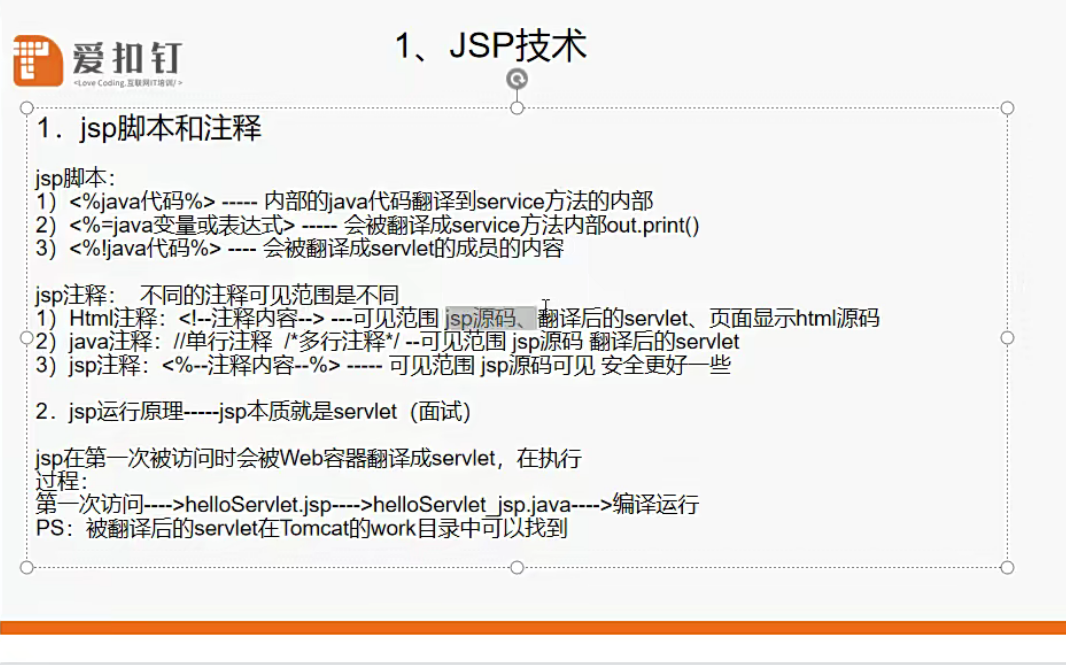 1、JSP技术
爱扣钉
<Love Coding.互联网IT培训/>
1．jsp脚本和注释
jsp脚本：
1）<%java代码%> ----- 内部的java代码翻译到service方法的内部
2）<%=java变量或表达式> ----- 会被翻译成service方法内部out.print()
3）<%!java代码%> ---- 会被翻译成servlet的成员的内容
jsp注释： 不同的注释可见范围是不同
1）Html注释：<!--注释内容--> ---可见范围 jsp源码、翻译后的servlet、页面显示html源码
2）java注释：//单行注释 /*多行注释*/ --可见范围 jsp源码 翻译后的servlet
3）jsp注释：<%--注释内容--%> ----- 可见范围 jsp源码可见 安全更好一些
2．jsp运行原理-----jsp本质就是servlet（面试）
jsp在第一次被访问时会被Web容器翻译成servlet，在执行
过程：
第一次访问---->helloServlet.jsp---->helloServlet_jsp.java---->编译运行
PS：被翻译后的servlet在Tomcat的work目录中可以找到